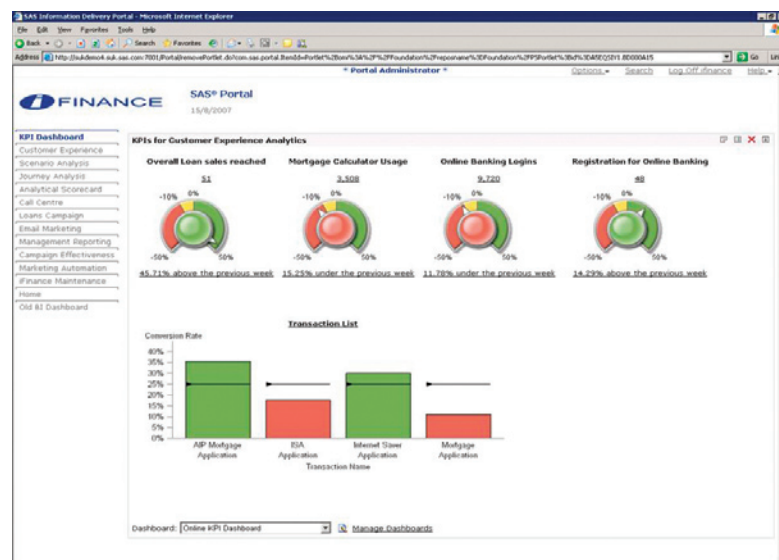 SAS Information Delivery Portal - Microsoft Internet Explorer
File Edit View Favorites Tools Help
Back Search Favorites
Address Go
* Portal Administrator * Options Search Log Off ifinance Help
iFINANCE
SAS® Portal
15/8/2007
KPI Dashboard
Customer Experience
Scenario Analysis
Journey Analysis
Analytical Scorecard
Call Centre
Loans Campaign
Email Marketing
Management Reporting
Campaign Effectiveness
Marketing Automation
iFinance Maintenance
Home
Old BI Dashboard
KPIs for Customer Experience Analytics
Overall Loan sales reached Mortgage Calculator Usage Online Banking Logins Registration for Online Banking
51 3,508 9,720 48
-10% 0% -10% 0% -10% 0% -10% 0%
-50% 50% -50% 50% -50% 50% -50% 50%
45.71% above the previous week 15.25% under the previous week 11.78% under the previous week 14.29% above the previous week
Transaction List
Conversion Rate
40%
35%
30%
25%
20%
15%
10%
5%
0%
AIP Mortgage ISA Internet Saver Mortgage
Application Application Application Application
Transaction Name
Dashboard: Online KPI Dashboard Manage Dashboards